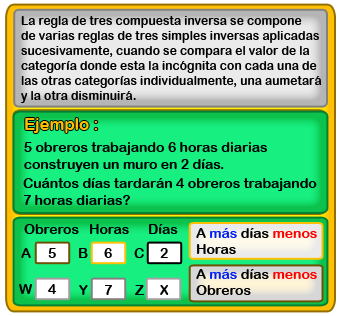 La regla de tres compuesta inversa se compone
de varias reglas de tres simples inversas aplicadas
sucesivamente, cuando se compara el valor de la
categoría donde esta la incógnita con cada una de
las otras categorías individualmente, una aumetará
y la otra disminuirá.
Ejemplo :
5 obreros trabajando 6 horas diarias
construyen un muro en 2 días.
Cuántos días tardarán 4 obreros trabajando
7 horas diarias?
Obreros Horas Días
A 5 B 6 C 2
W 4 Y 7 Z X
A más días menos
Horas
A más días menos
Obreros